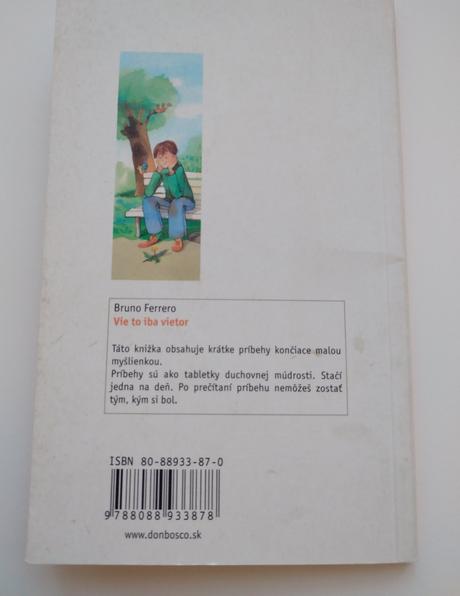 Bruno Ferrero
Vie to iba vietor
Táto knižka obsahuje krátke príbehy končiace malou
myšlienkou.
Príbehy sú ako tabletky duchovnej múdrosti. Stačí
jedna na deň. Po prečítaní príbehu nemôžeš zostať
tým, kým si bol.
ISBN 80-88933-87-0
9 788088 933878
www.donbosco.sk